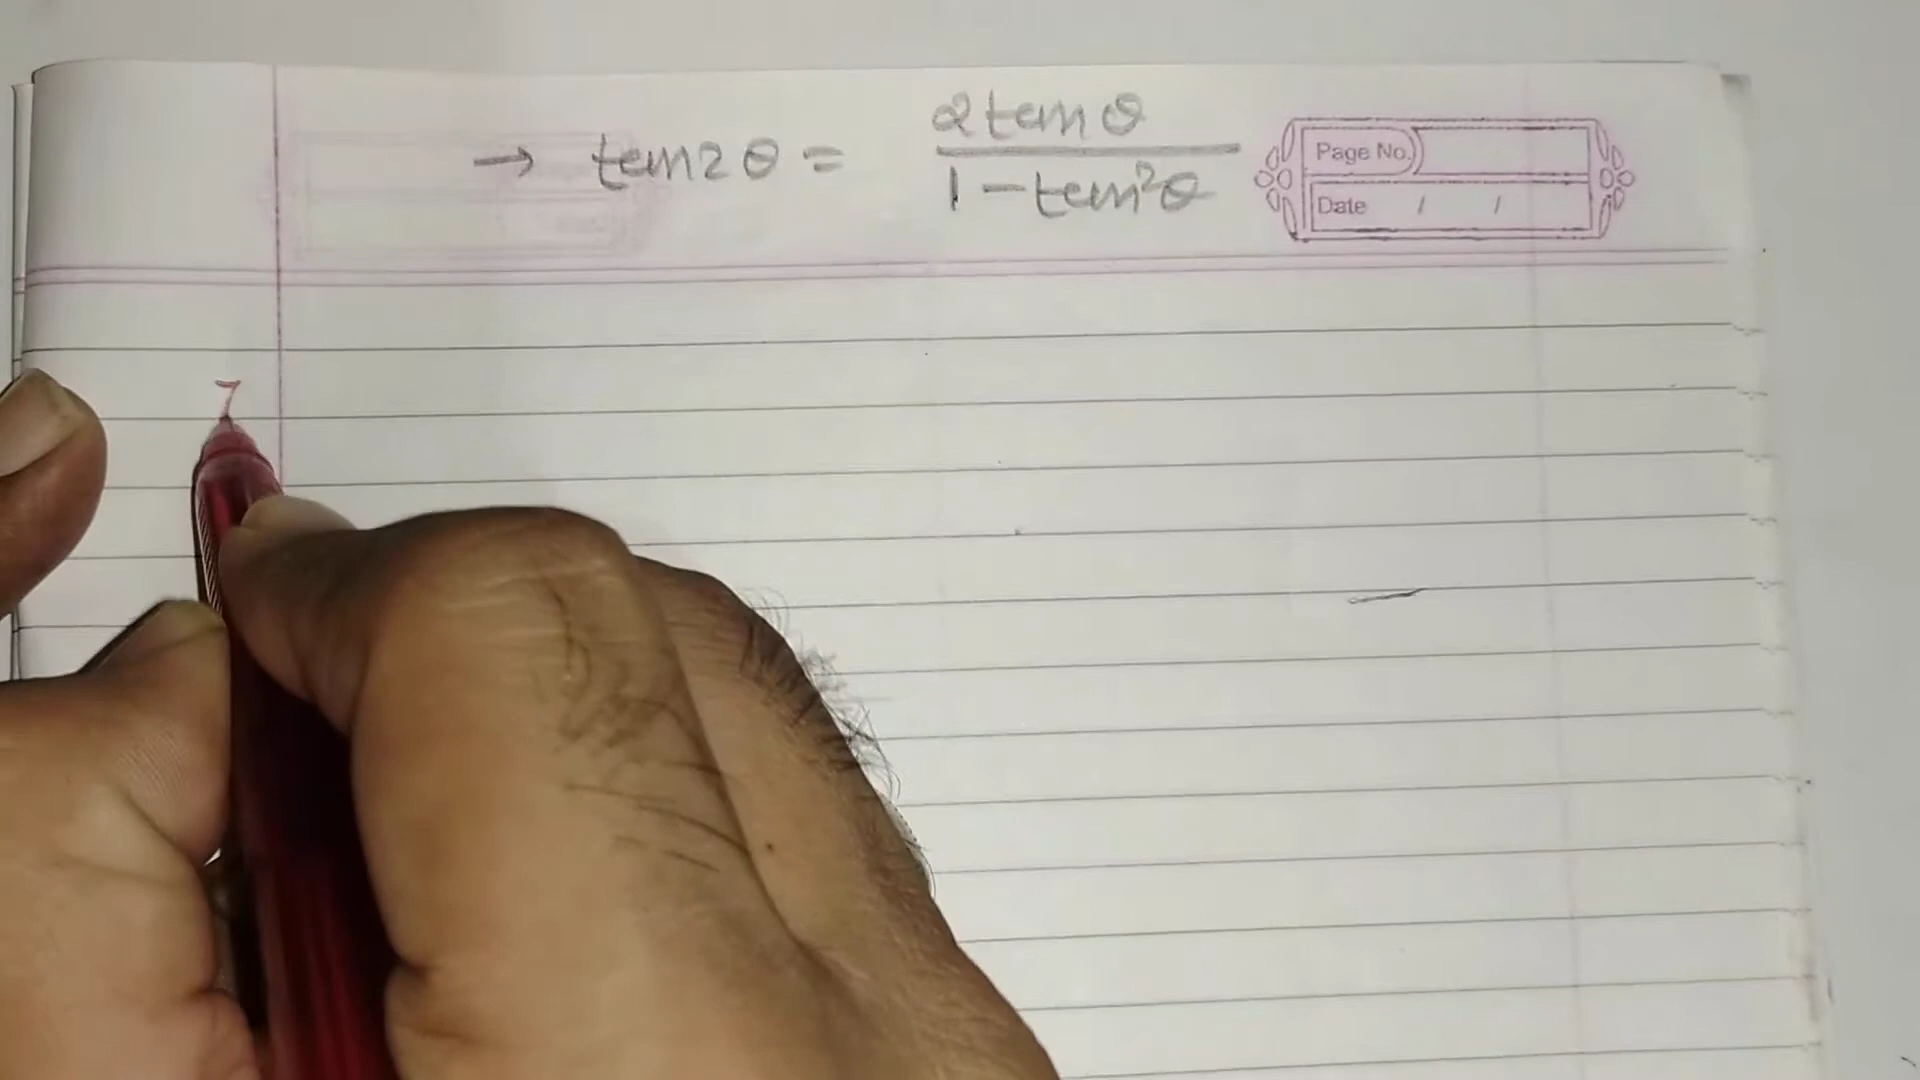 → tan2θ = 2tanθ / 1-tan²θ
Page No.
Date / /